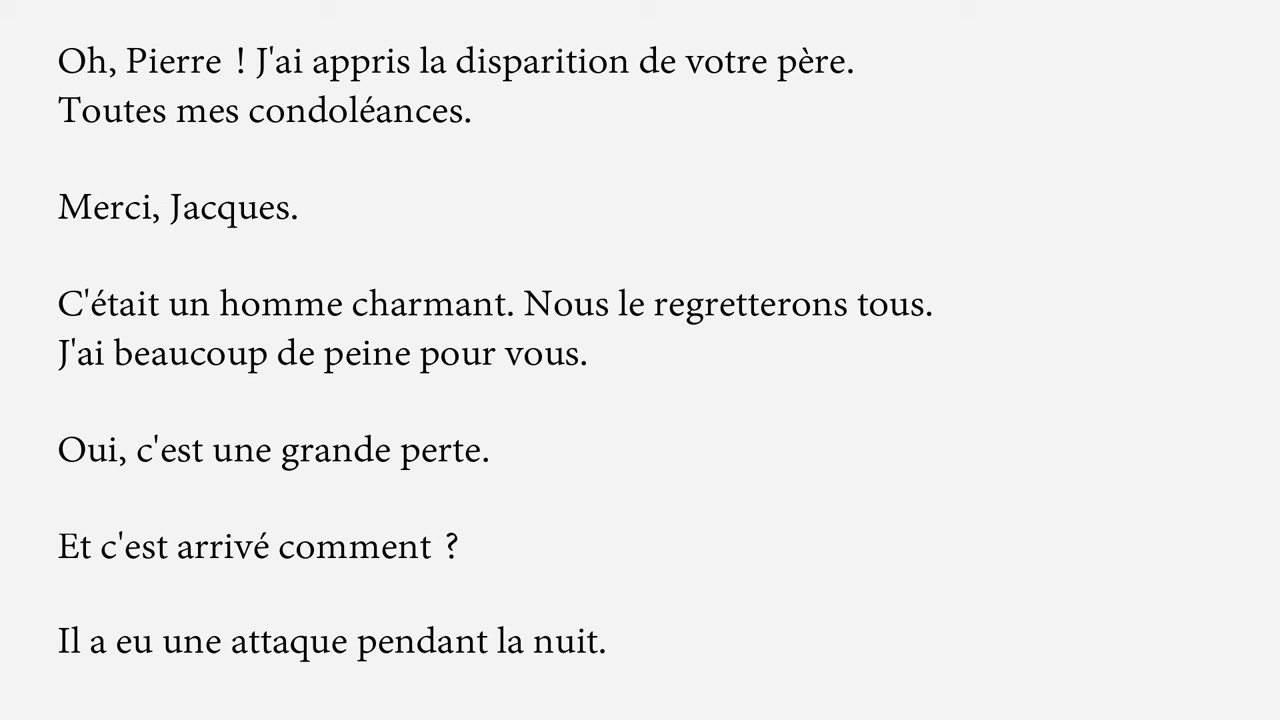 Oh, Pierre ! J'ai appris la disparition de votre père.
Toutes mes condoléances.
Merci, Jacques.
C'était un homme charmant. Nous le regretterons tous.
J'ai beaucoup de peine pour vous.
Oui, c'est une grande perte.
Et c'est arrivé comment ?
Il a eu une attaque pendant la nuit.